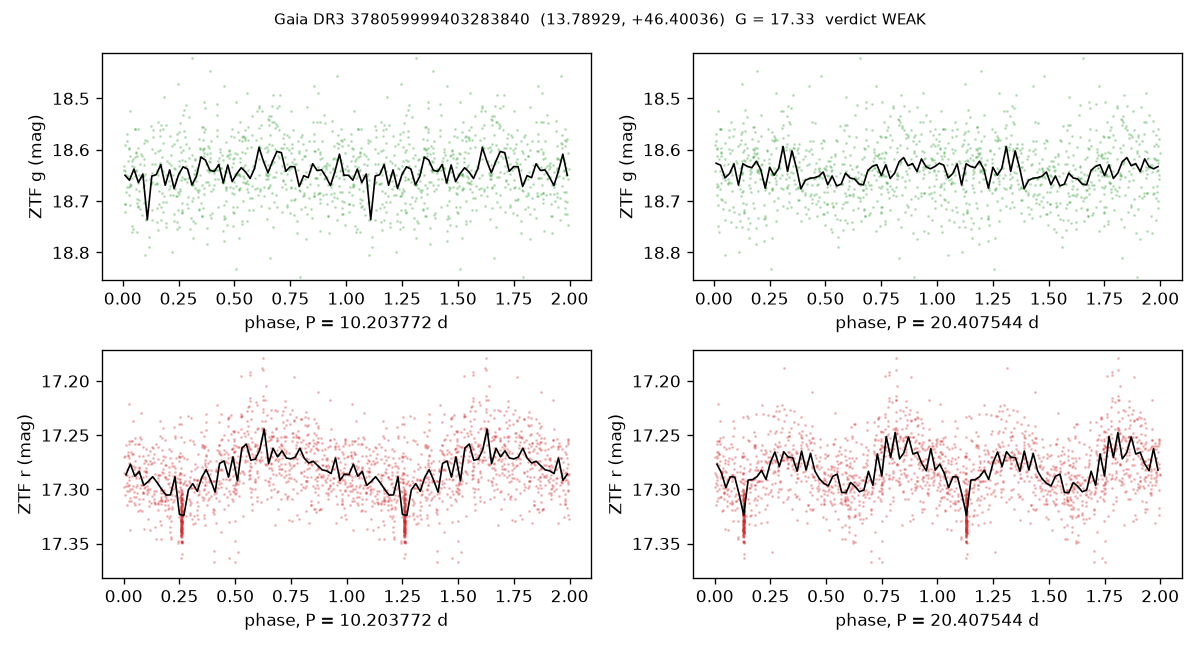 Gaia DR3 378059999403283840  (13.78929, +46.40036)  G = 17.33  verdict WEAK
ZTF g (mag)
18.5
18.6
18.7
18.8
0.00 0.25 0.50 0.75 1.00 1.25 1.50 1.75 2.00
phase, P = 10.203772 d
ZTF g (mag)
18.5
18.6
18.7
18.8
0.00 0.25 0.50 0.75 1.00 1.25 1.50 1.75 2.00
phase, P = 20.407544 d
ZTF r (mag)
17.20
17.25
17.30
17.35
0.00 0.25 0.50 0.75 1.00 1.25 1.50 1.75 2.00
phase, P = 10.203772 d
ZTF r (mag)
17.20
17.25
17.30
17.35
0.00 0.25 0.50 0.75 1.00 1.25 1.50 1.75 2.00
phase, P = 20.407544 d